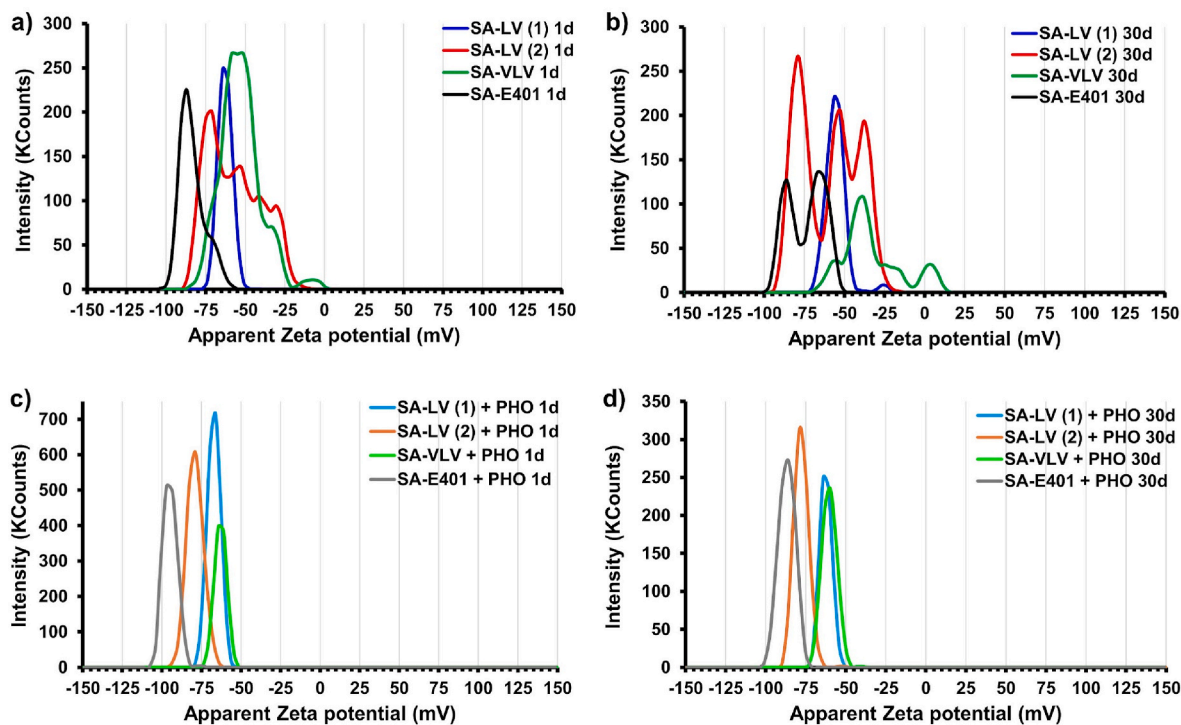 a)
SA-LV (1) 1d
SA-LV (2) 1d
SA-VLV 1d
SA-E401 1d
Intensity (KCounts)
300
250
200
150
100
50
0
-150 -125 -100 -75 -50 -25 0 25 50 75 100 125 150
Apparent Zeta potential (mV)
b)
SA-LV (1) 30d
SA-LV (2) 30d
SA-VLV 30d
SA-E401 30d
Intensity (KCounts)
300
250
200
150
100
50
0
-150 -125 -100 -75 -50 -25 0 25 50 75 100 125 150
Apparent Zeta potential (mV)
c)
SA-LV (1) + PHO 1d
SA-LV (2) + PHO 1d
SA-VLV + PHO 1d
SA-E401 + PHO 1d
Intensity (KCounts)
700
600
500
400
300
200
100
0
-150 -125 -100 -75 -50 -25 0 25 50 75 100 125 150
Apparent Zeta potential (mV)
d)
SA-LV (1) + PHO 30d
SA-LV (2) + PHO 30d
SA-VLV + PHO 30d
SA-E401 + PHO 30d
Intensity (KCounts)
350
300
250
200
150
100
50
0
-150 -125 -100 -75 -50 -25 0 25 50 75 100 125 150
Apparent Zeta potential (mV)